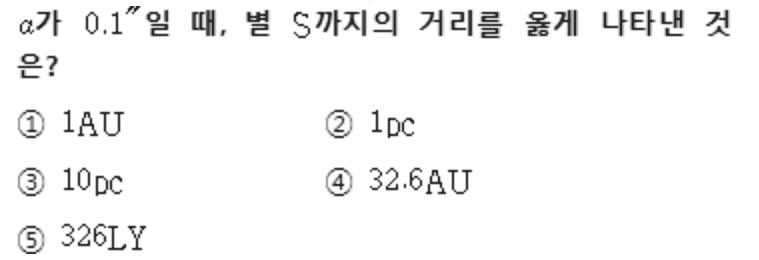 α가 0.1″일 때, 별 S까지의 거리를 옳게 나타낸 것
은?
① 1AU ② 1pc
③ 10pc ④ 32.6AU
⑤ 326LY